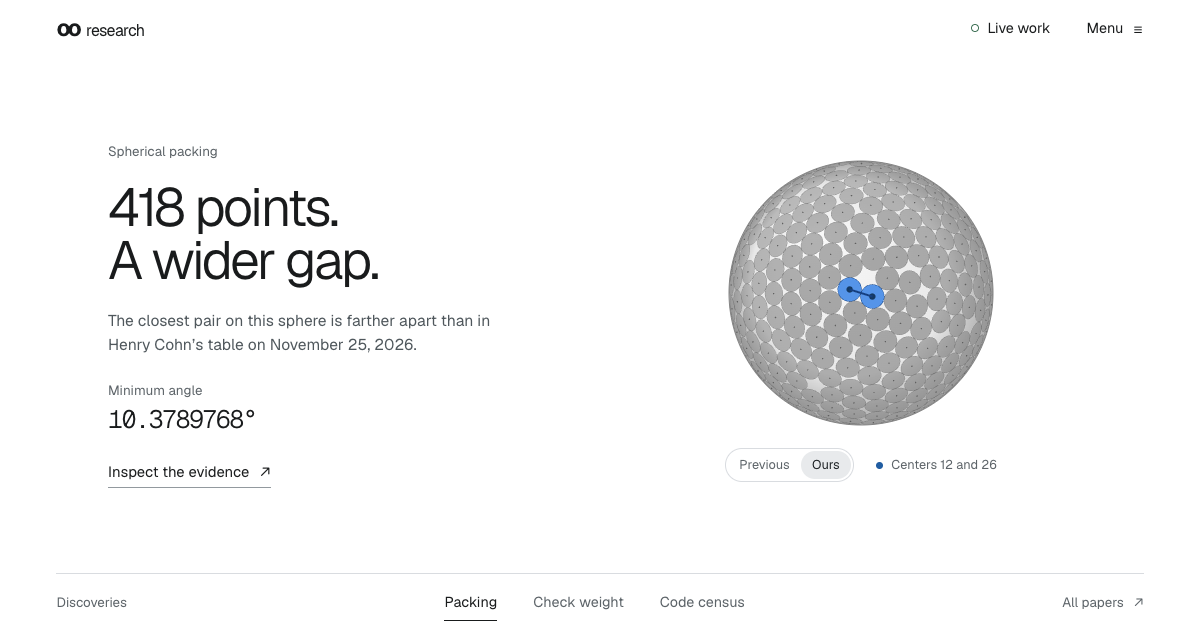 ∞ research
Live work
Menu ≡
Spherical packing
418 points.
A wider gap.
The closest pair on this sphere is farther apart than in
Henry Cohn's table on November 25, 2026.
Minimum angle
10.3789768°
Inspect the evidence ↗
Previous
Ours
Centers 12 and 26
Discoveries
Packing
Check weight
Code census
All papers ↗